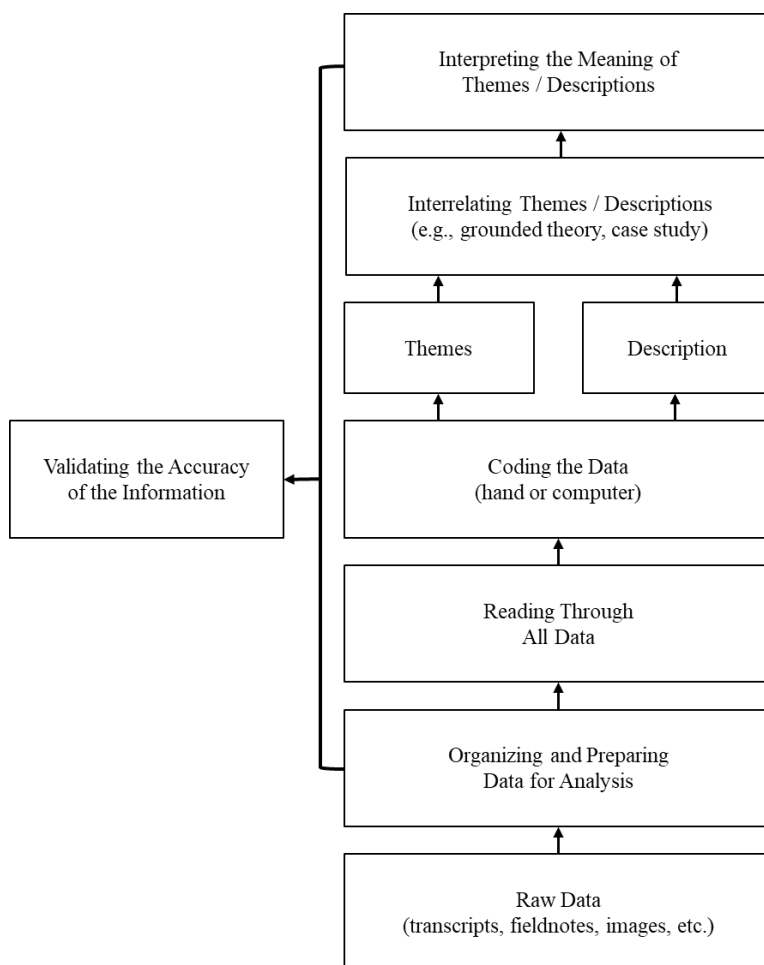 Interpreting the Meaning of
Themes / Descriptions
Interrelating Themes / Descriptions
(e.g., grounded theory, case study)
Themes
Description
Validating the Accuracy
of the Information
Coding the Data
(hand or computer)
Reading Through
All Data
Organizing and Preparing
Data for Analysis
Raw Data
(transcripts, fieldnotes, images, etc.)